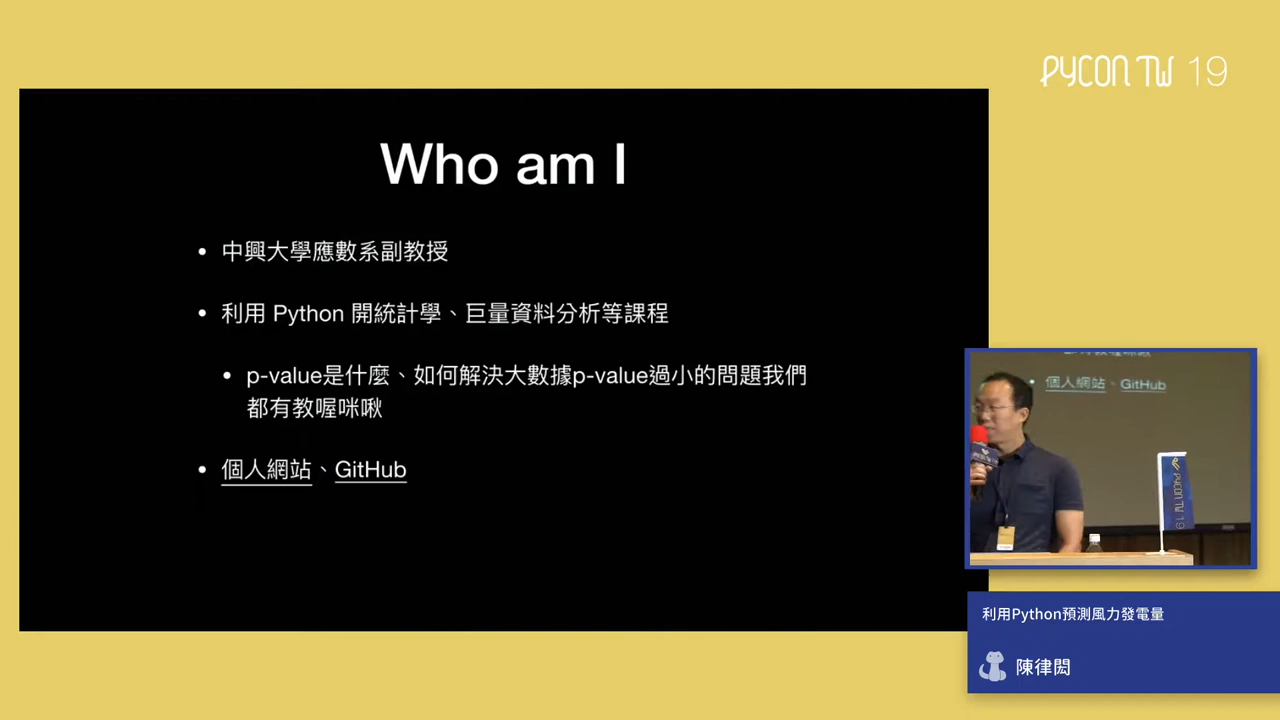 PYCON TW 19
Who am I
• 中興大學應數系副教授
• 利用 Python 開統計學、巨量資料分析等課程
• p-value是什麼、如何解決大數據p-value過小的問題我們
都有教喔咪啾
• 個人網站、GitHub
個人網站、GitHub
PYCON TW 19
利用Python預測風力發電量
陳律閎